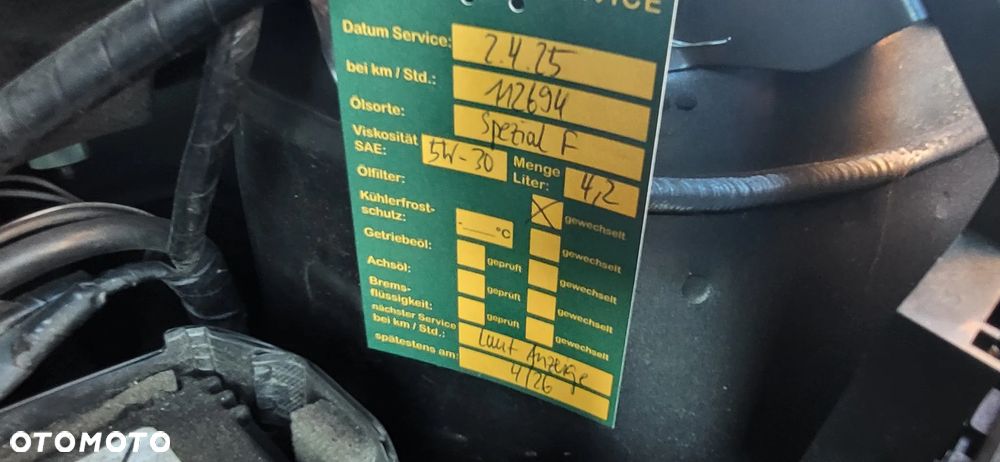 SERVICE
Datum Service: 2.4.25
bei km / Std.: 112694
Ölsorte: Spezial F
Viskosität SAE: 5W-30 Menge Liter: 4,2
Ölfilter: gewechselt
Kühlerfrost-
schutz: -____°C gewechselt
Getriebeöl: geprüft gewechselt
Achsöl: geprüft gewechselt
Brems-
flüssigkeit: geprüft gewechselt
nächster Service
bei km / Std.: Laut Anzeige
spätestens am: 4/26
OTOMOTO